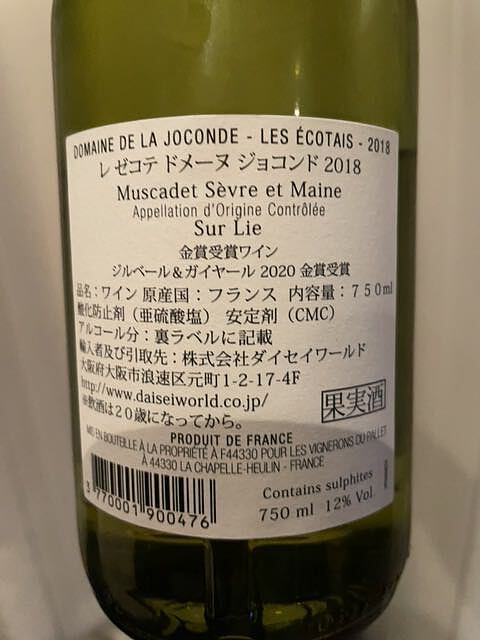 DOMAINE DE LA JOCONDE - LES ÉCOTAIS - 2018
レ ゼコテ ドメーヌ ジョコンド 2018
Muscadet Sèvre et Maine
Appellation d'Origine Contrôlée
Sur Lie
金賞受賞ワイン
ジルベール＆ガイヤール 2020 金賞受賞
品名：ワイン 原産国：フランス 内容量：７５０ml
酸化防止剤（亜硫酸塩） 安定剤（CMC）
アルコール分：裏ラベルに記載
輸入者及び引取先：株式会社ダイセイワールド
大阪府大阪市浪速区元町1-2-17-4F
http://www.daiseiworld.co.jp/
※飲酒は20歳になってから。
果実酒
PRODUIT DE FRANCE
MIS EN BOUTEILLE À LA PROPRIÉTÉ À F44330 POUR LES VIGNERONS DU PALLET
À 44330 LA CHAPELLE-HEULIN - FRANCE
Contains sulphites
750 ml 12% Vol.
3 770001 900476